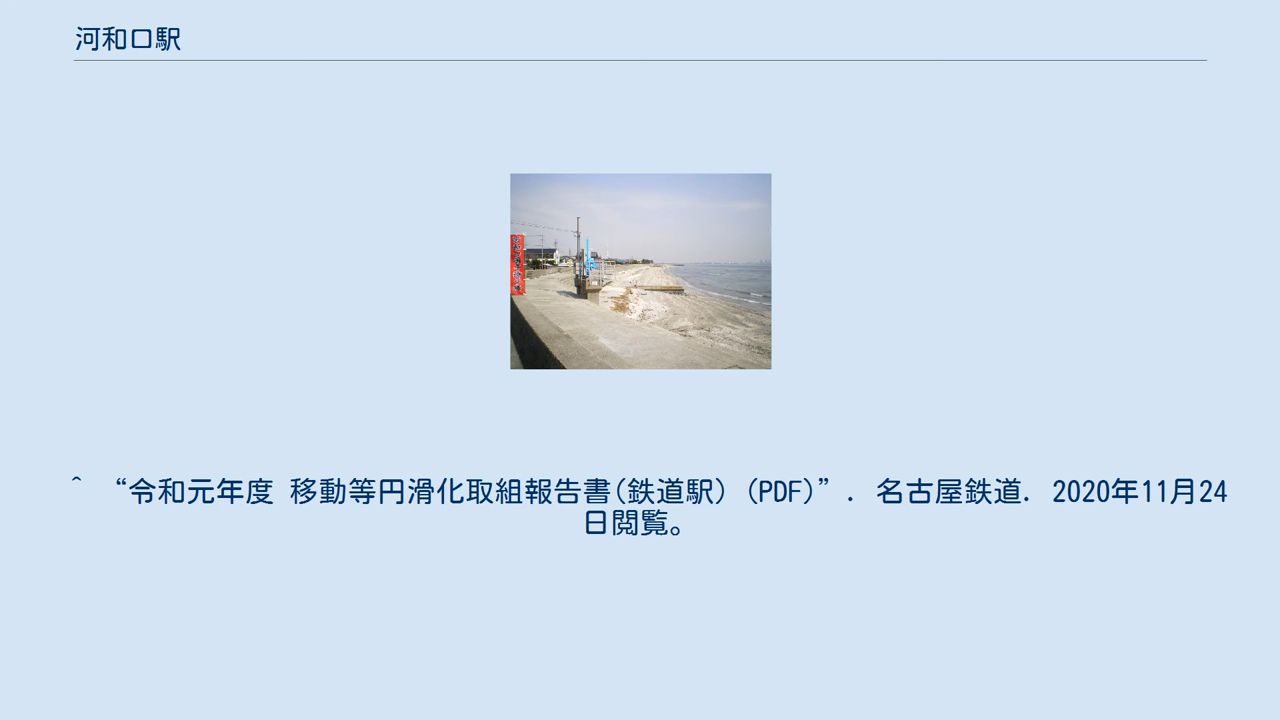 河和口駅
^ “令和元年度 移動等円滑化取組報告書(鉄道駅) (PDF)”. 名古屋鉄道. 2020年11月24
日閲覧。